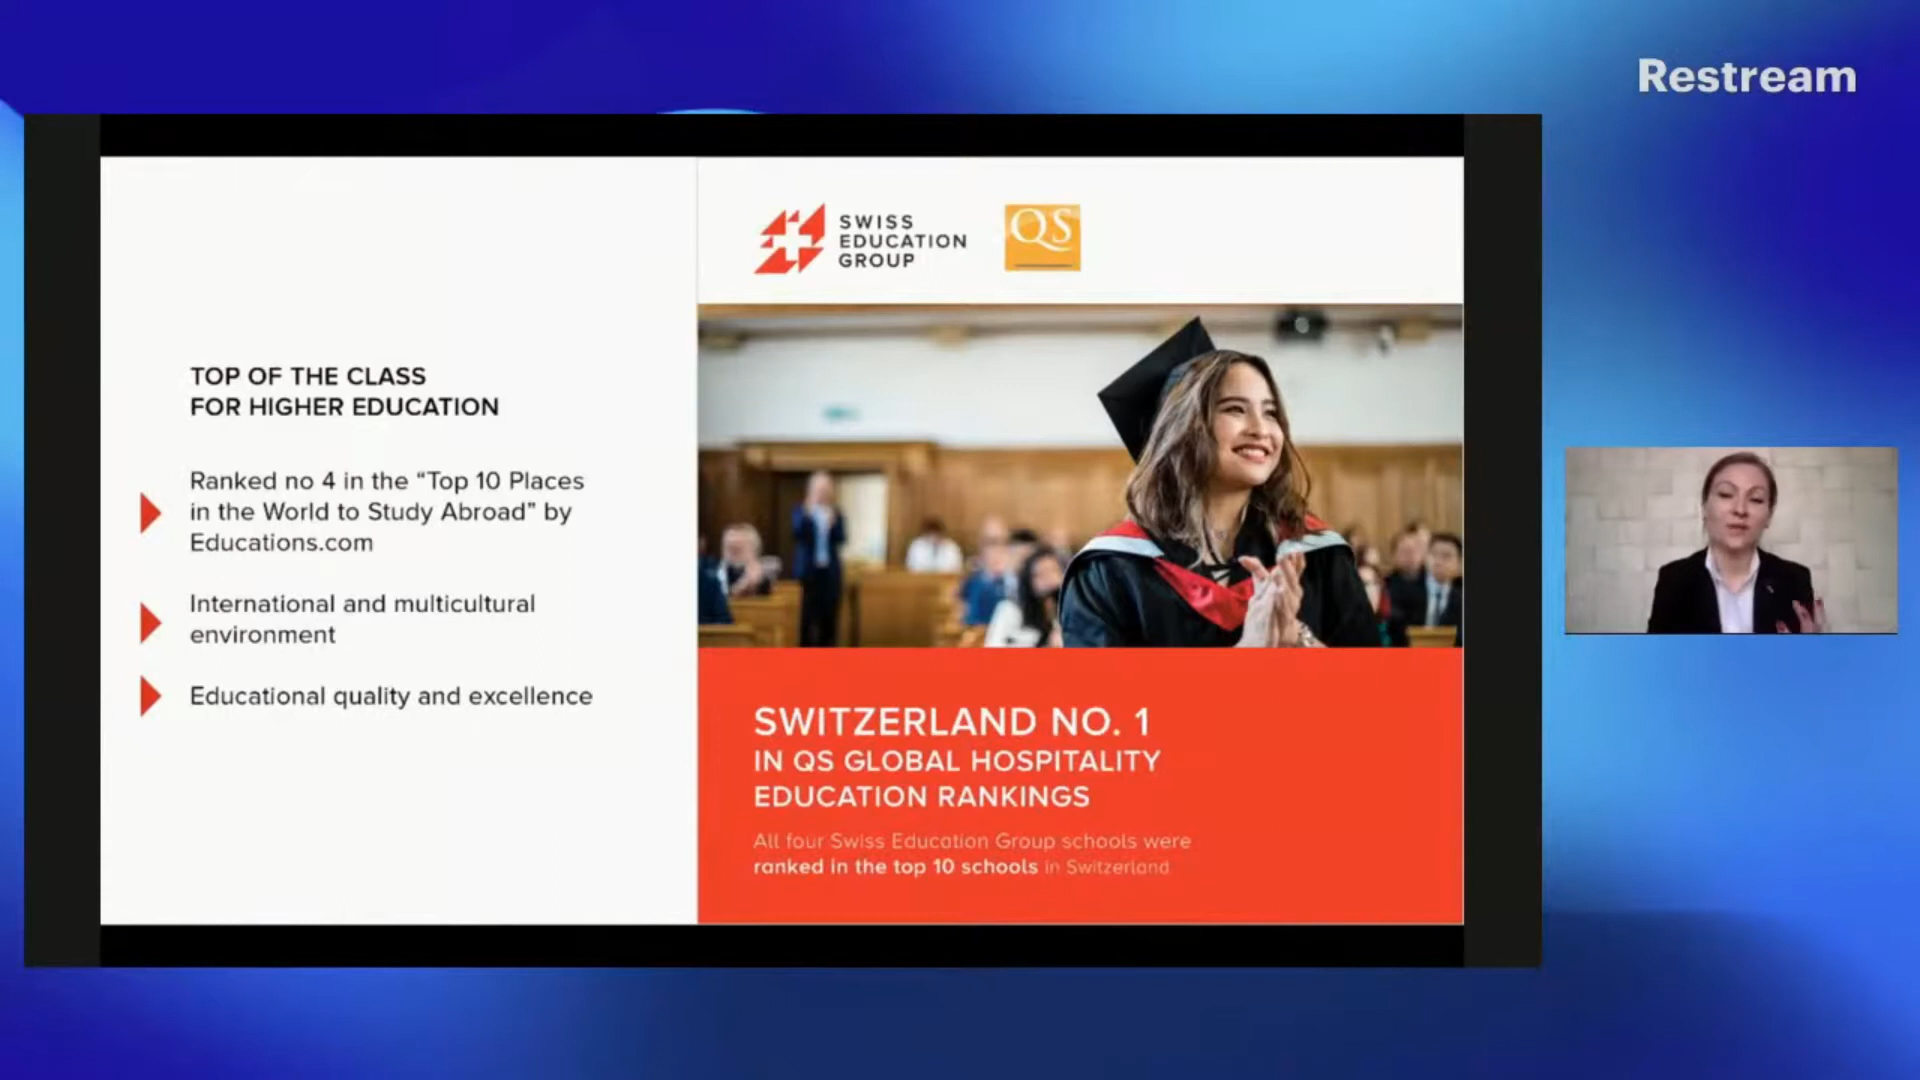 Restream
SWISS
EDUCATION
GROUP
QS
TOP OF THE CLASS
FOR HIGHER EDUCATION
Ranked no 4 in the “Top 10 Places
in the World to Study Abroad” by
Educations.com
International and multicultural
environment
Educational quality and excellence
SWITZERLAND NO. 1
IN QS GLOBAL HOSPITALITY
EDUCATION RANKINGS
All four Swiss Education Group schools were
ranked in the top 10 schools in Switzerland